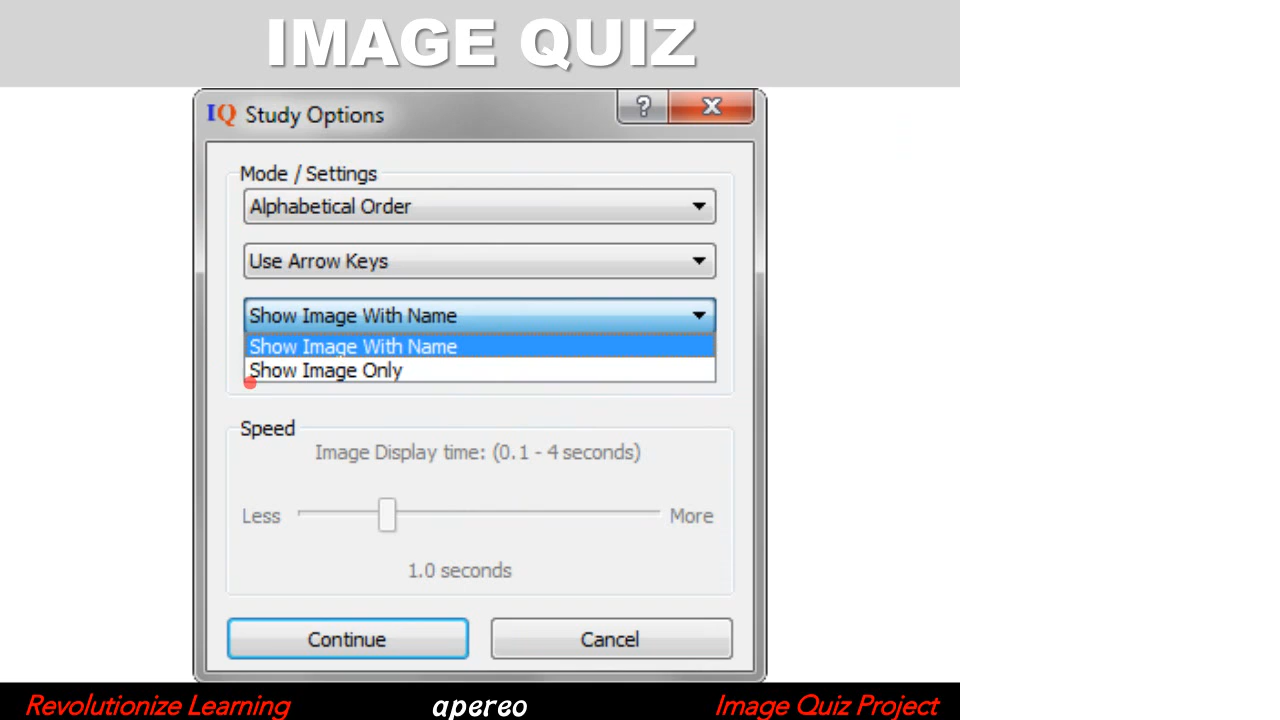 IMAGE QUIZ
IQ Study Options ?
Mode / Settings
Alphabetical Order
Use Arrow Keys
Show Image With Name
Show Image With Name
Show Image Only
Speed
Image Display time: (0.1 - 4 seconds)
Less More
1.0 seconds
Continue Cancel
Revolutionize Learning apereo Image Quiz Project